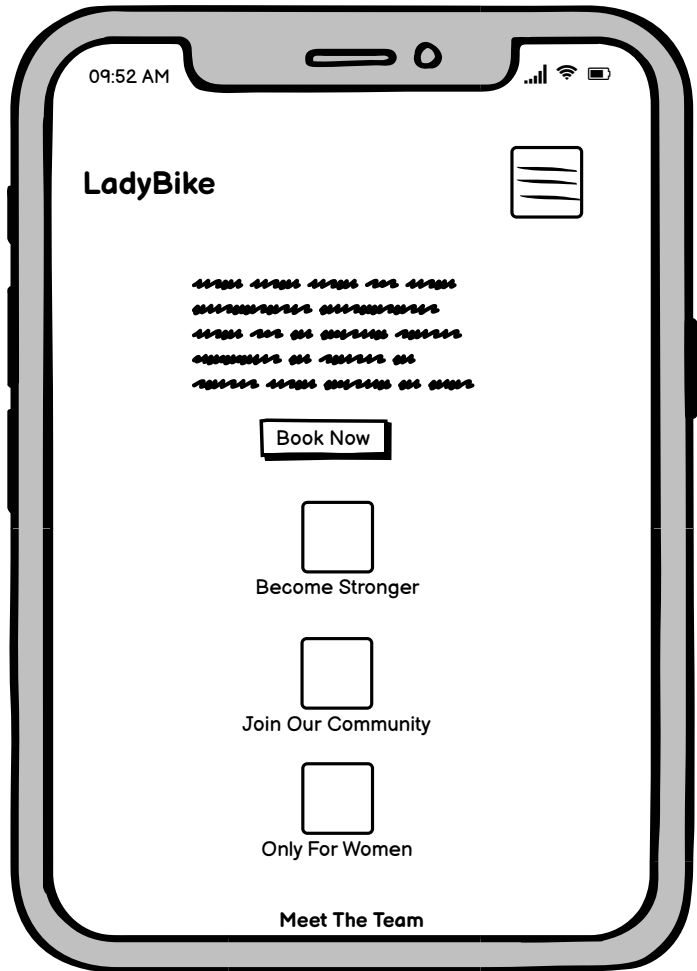 09:52 AM
LadyBike
Book Now
Become Stronger
Join Our Community
Only For Women
Meet The Team